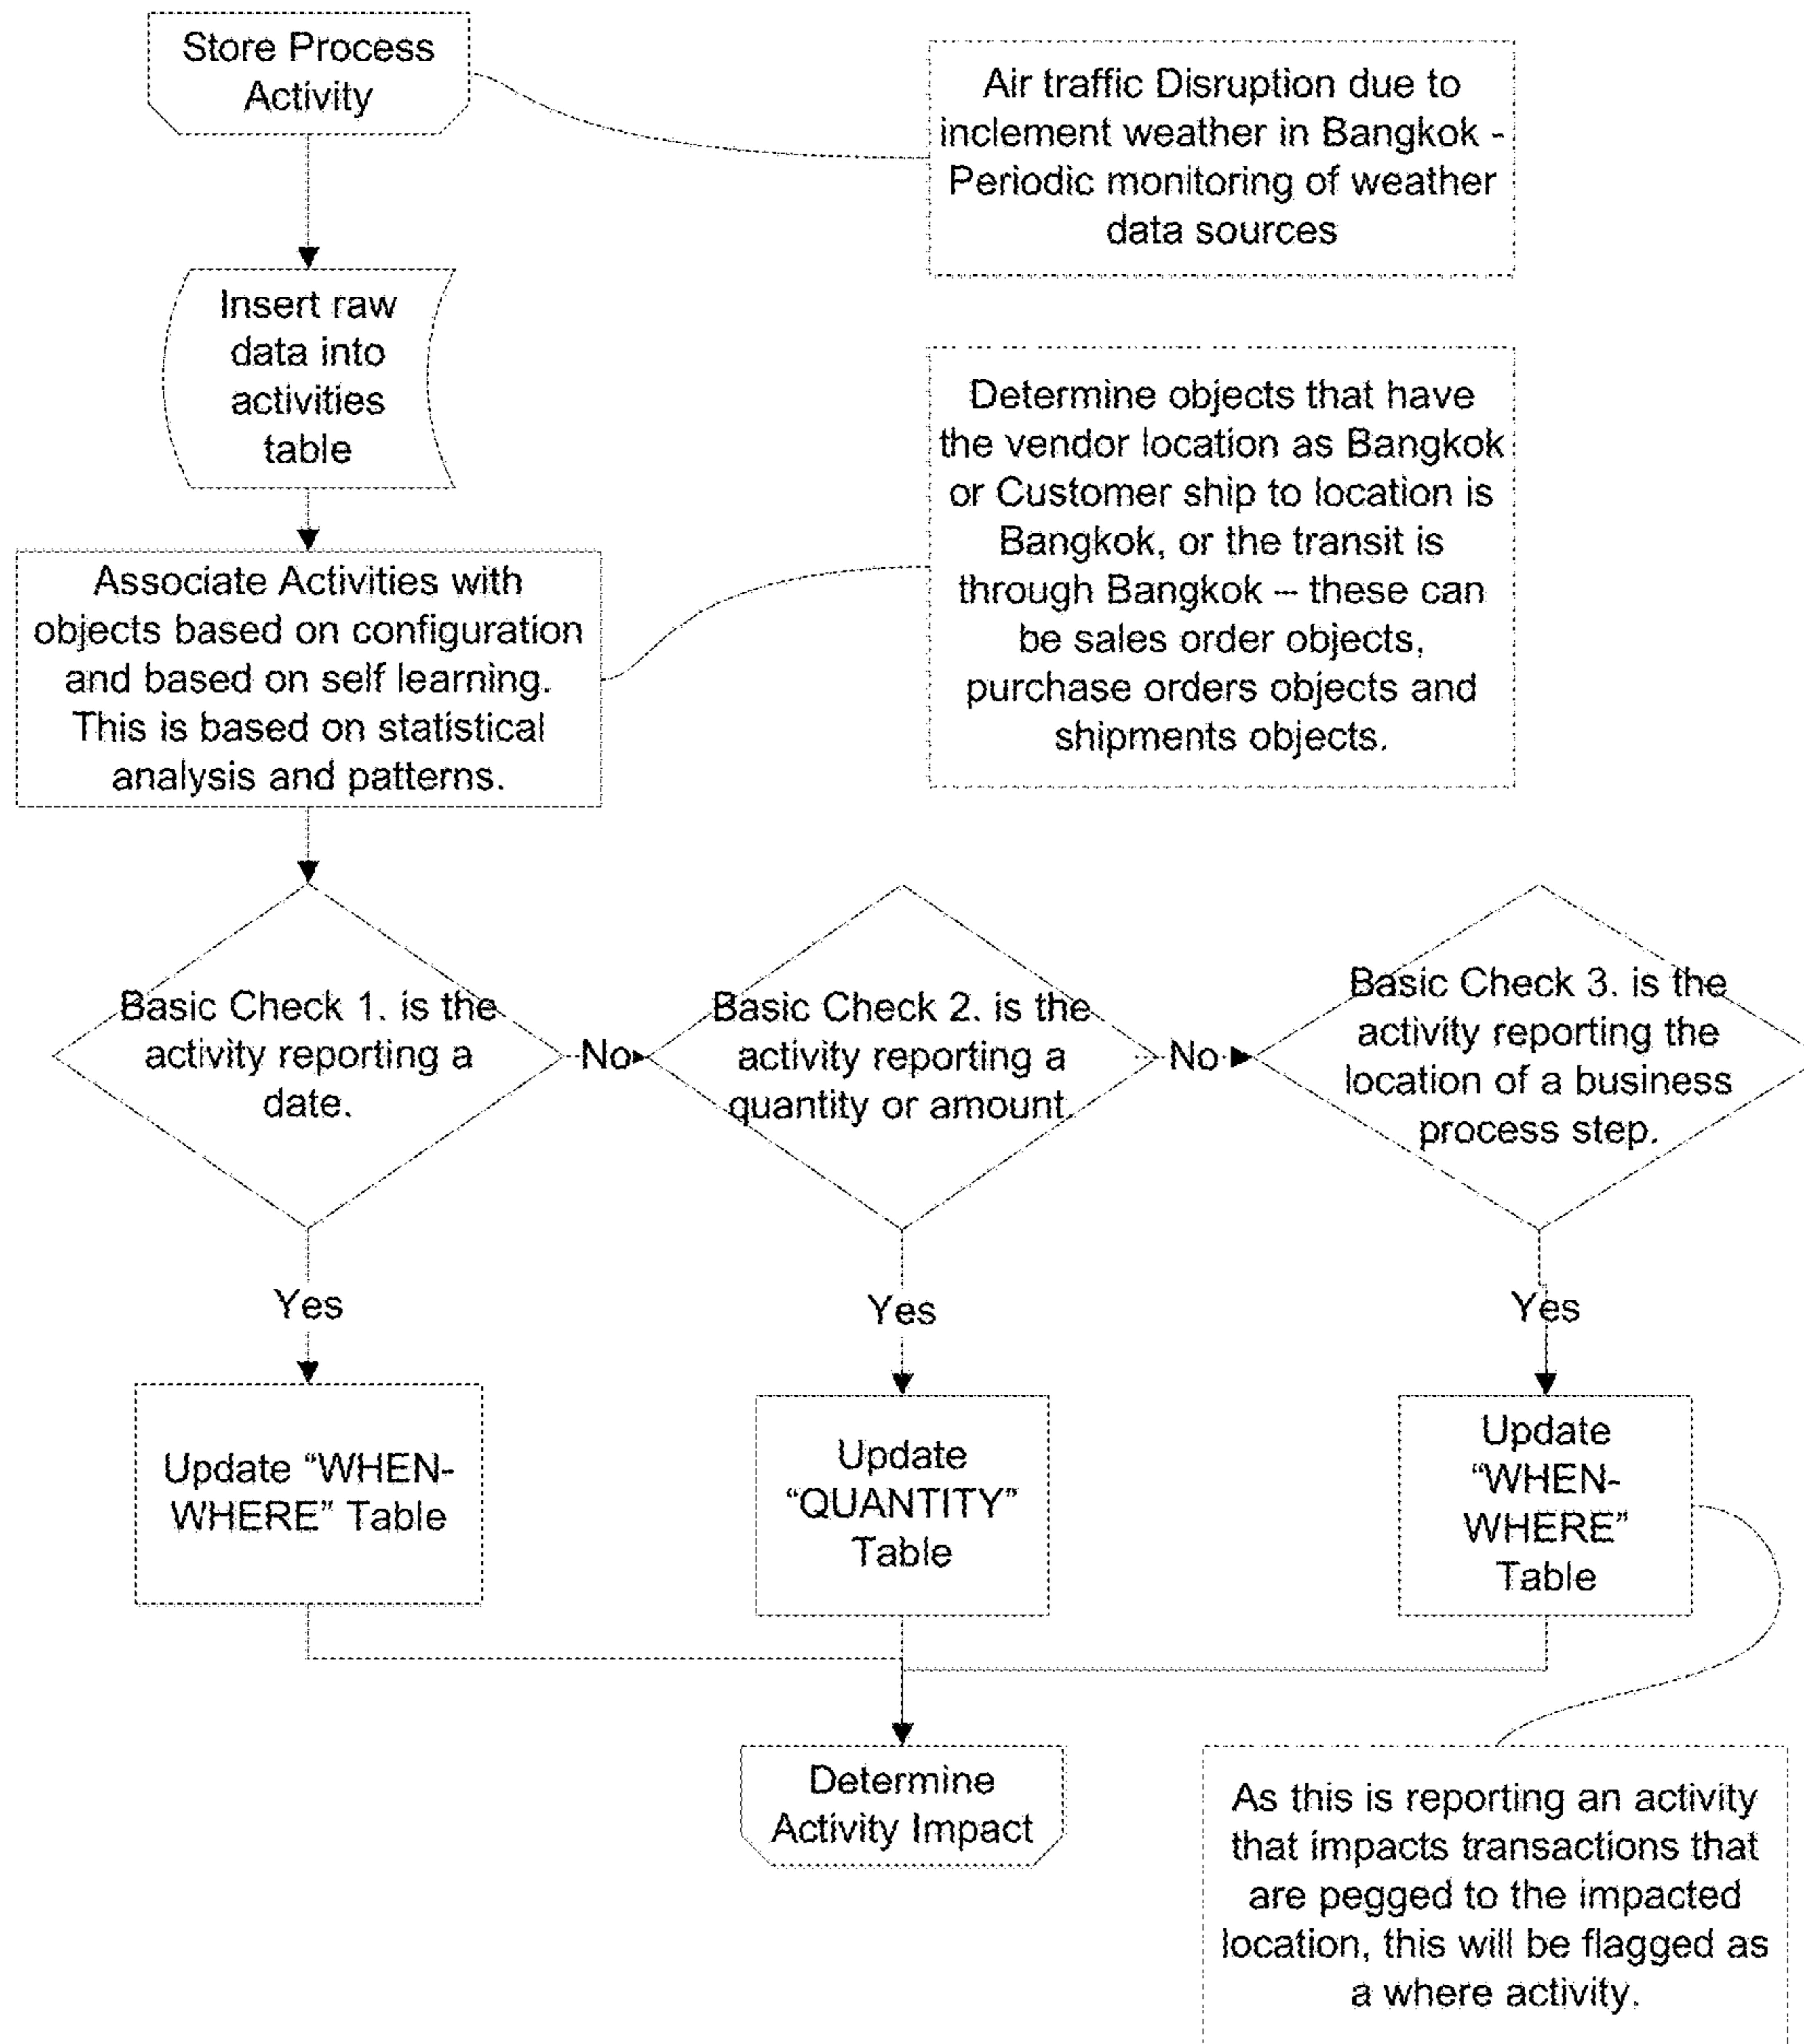 Store Process
Activity
Air traffic Disruption due to
inclement weather in Bangkok -
Periodic monitoring of weather
data sources
Insert raw
data into
activities
table
Determine objects that have
the vendor location as Bangkok
or Customer ship to location is
Bangkok, or the transit is
through Bangkok – these can
be sales order objects,
purchase orders objects and
shipments objects.
Associate Activities with
objects based on configuration
and based on self learning.
This is based on statistical
analysis and patterns.
Basic Check 1. is the
activity reporting a
date.
No
Basic Check 2. is the
activity reporting a
quantity or amount.
No
Basic Check 3. is the
activity reporting the
location of a business
process step.
Yes
Yes
Yes
Update “WHEN-
WHERE” Table
Update
“QUANTITY”
Table
Update
“WHEN-
WHERE”
Table
Determine
Activity Impact
As this is reporting an activity
that impacts transactions that
are pegged to the impacted
location, this will be flagged as
a where activity.